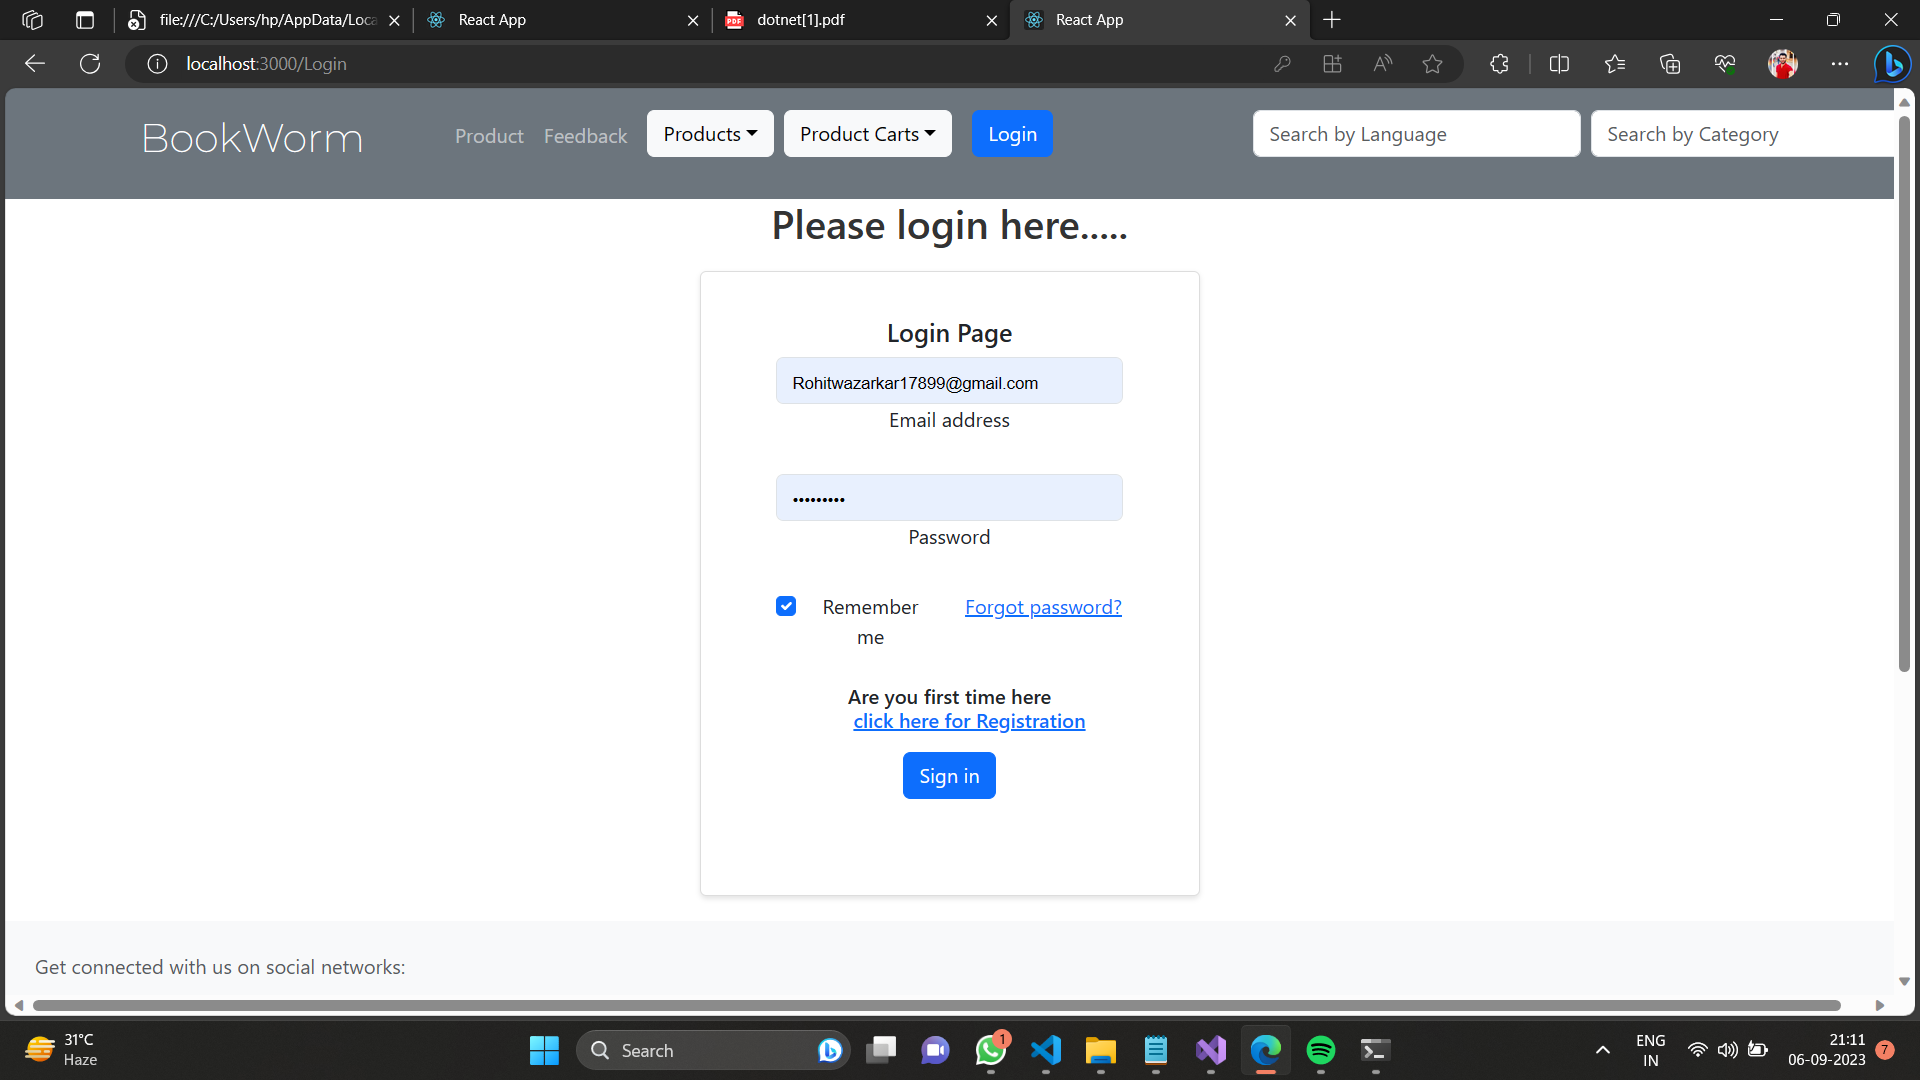 file:///C:/Users/hp/AppData/Loca
React App
dotnet[1].pdf
React App
localhost:3000/Login
BookWorm
Product
Feedback
Products
Product Carts
Login
Search by Language
Search by Category
Please login here.....
Login Page
Rohitwazarkar17899@gmail.com
Email address
•••••••••
Password
Remember
me
Forgot password?
Are you first time here
click here for Registration
Sign in
Get connected with us on social networks:
31°C
Haze
Search
1
ENG
IN
21:11
06-09-2023
7